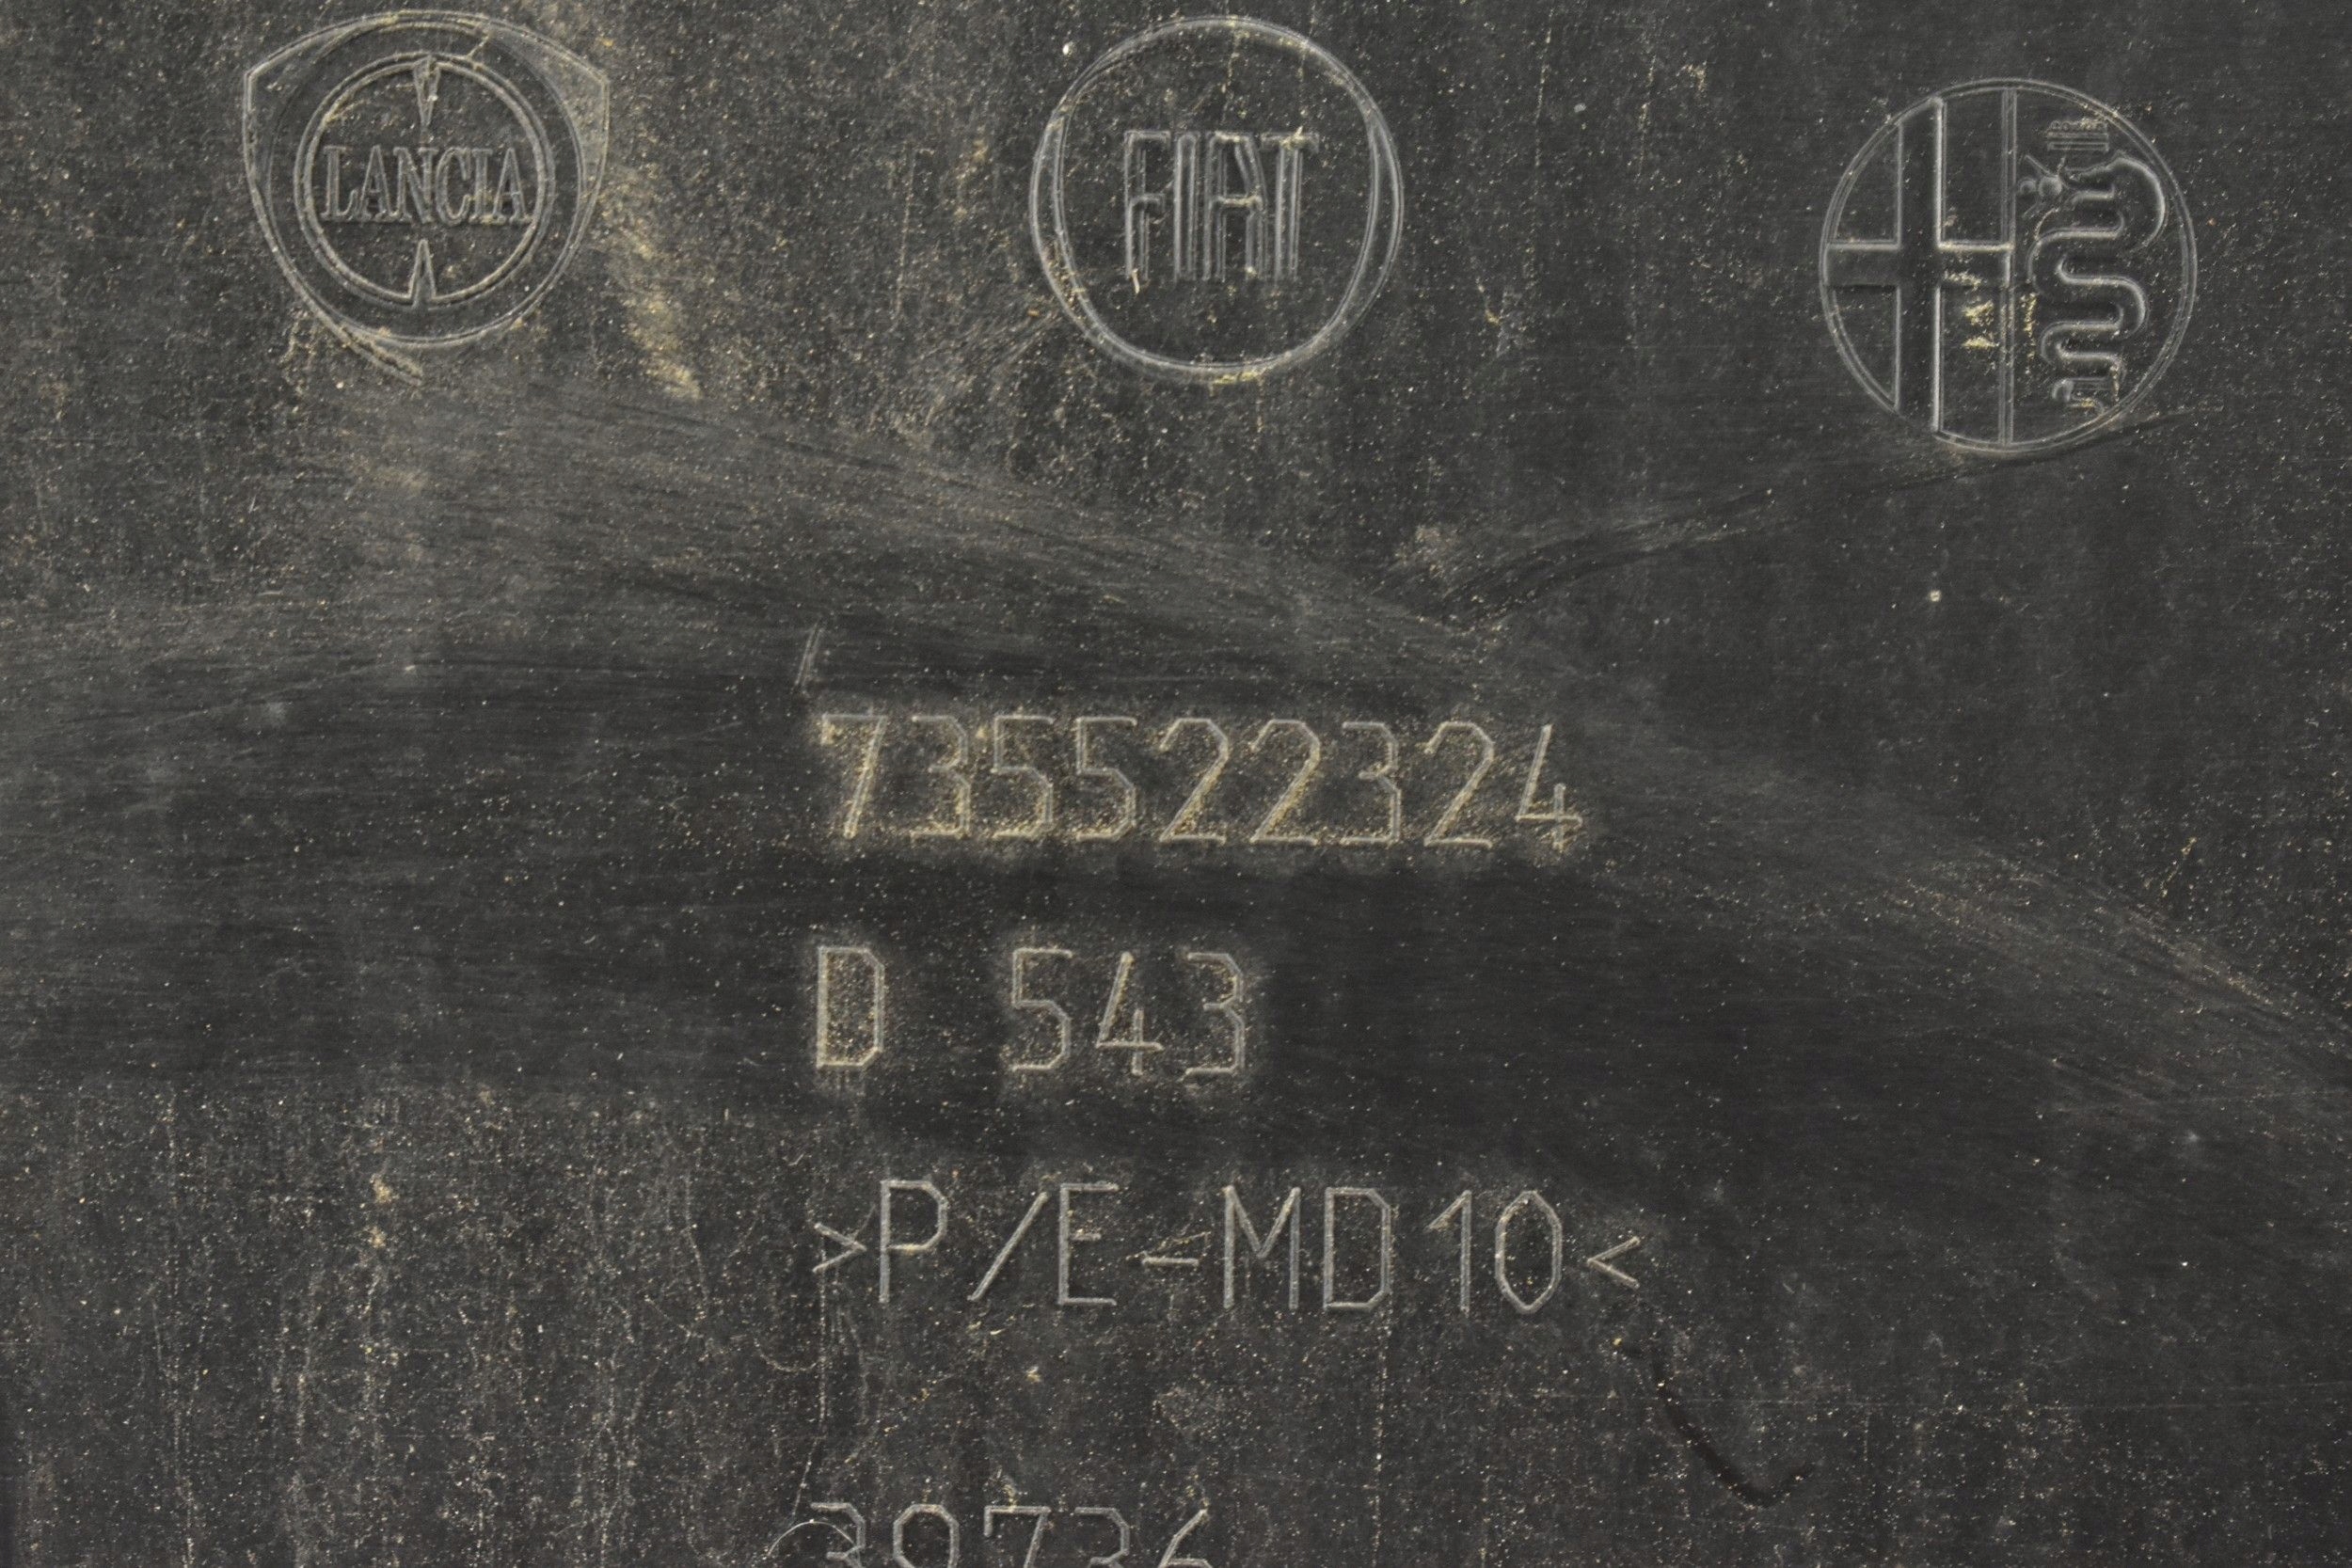 LANCIA
FIAT
735522324
D 543
>P/E-MD10<